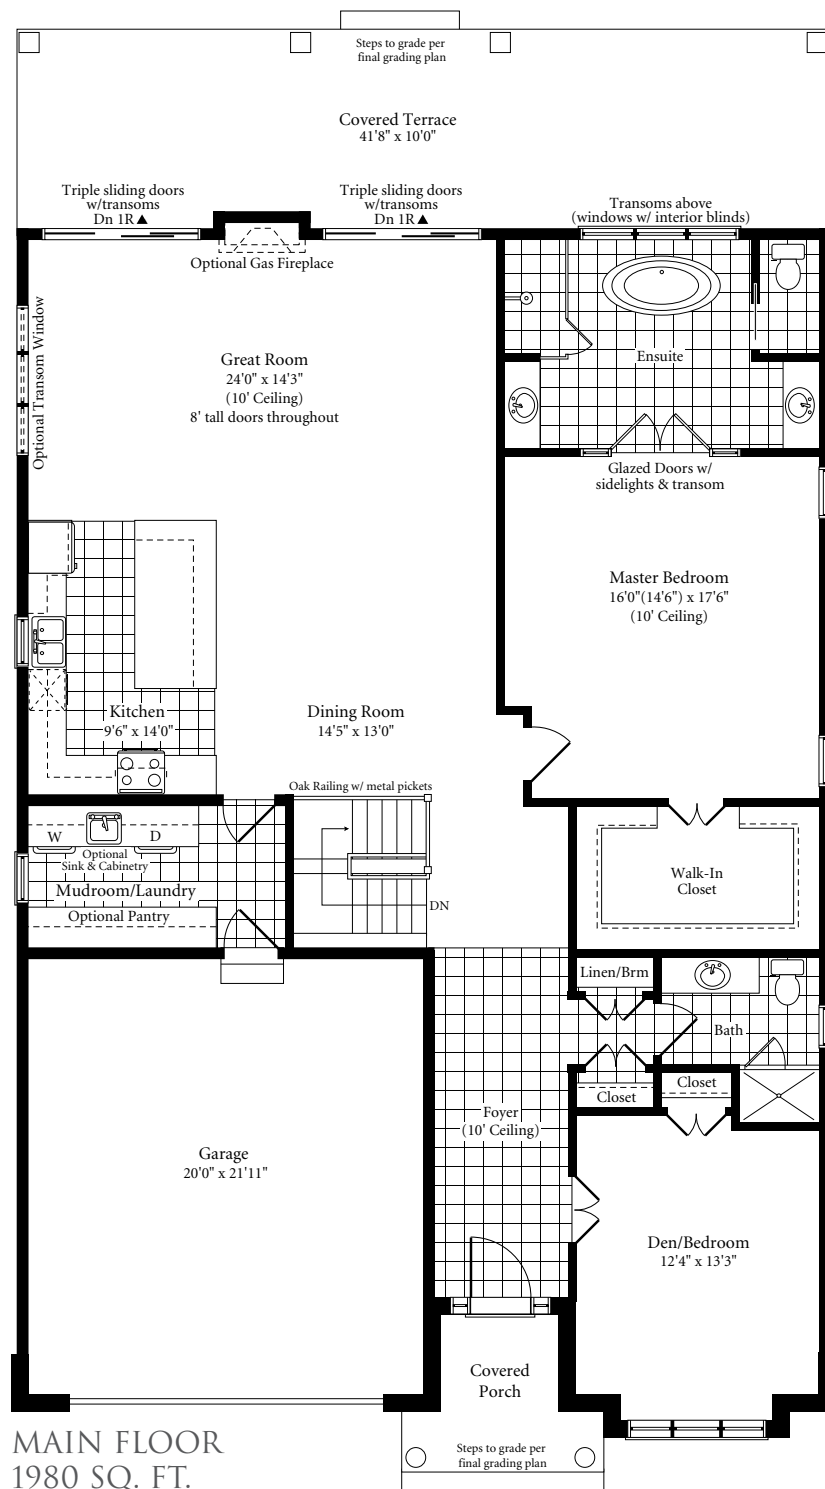 Steps to grade per
final grading plan
Covered Terrace
41'8" x 10'0"
Triple sliding doors
w/transoms
Dn 1R▲
Triple sliding doors
w/transoms
Dn 1R▲
Transoms above
(windows w/ interior blinds)
Optional Gas Fireplace
Optional Transom Window
Great Room
24'0" x 14'3"
(10' Ceiling)
8' tall doors throughout
Ensuite
Glazed Doors w/
sidelights & transom
Master Bedroom
16'0"(14'6") x 17'6"
(10' Ceiling)
Kitchen
9'6" x 14'0"
Dining Room
14'5" x 13'0"
Oak Railing w/ metal pickets
W
D
Optional
Sink & Cabinetry
Mudroom/Laundry
Optional Pantry
DN
Walk-In
Closet
Linen/Brm
Bath
Closet
Closet
Foyer
(10' Ceiling)
Garage
20'0" x 21'11"
Den/Bedroom
12'4" x 13'3"
Covered
Porch
Steps to grade per
final grading plan
MAIN FLOOR
1980 SQ. FT.